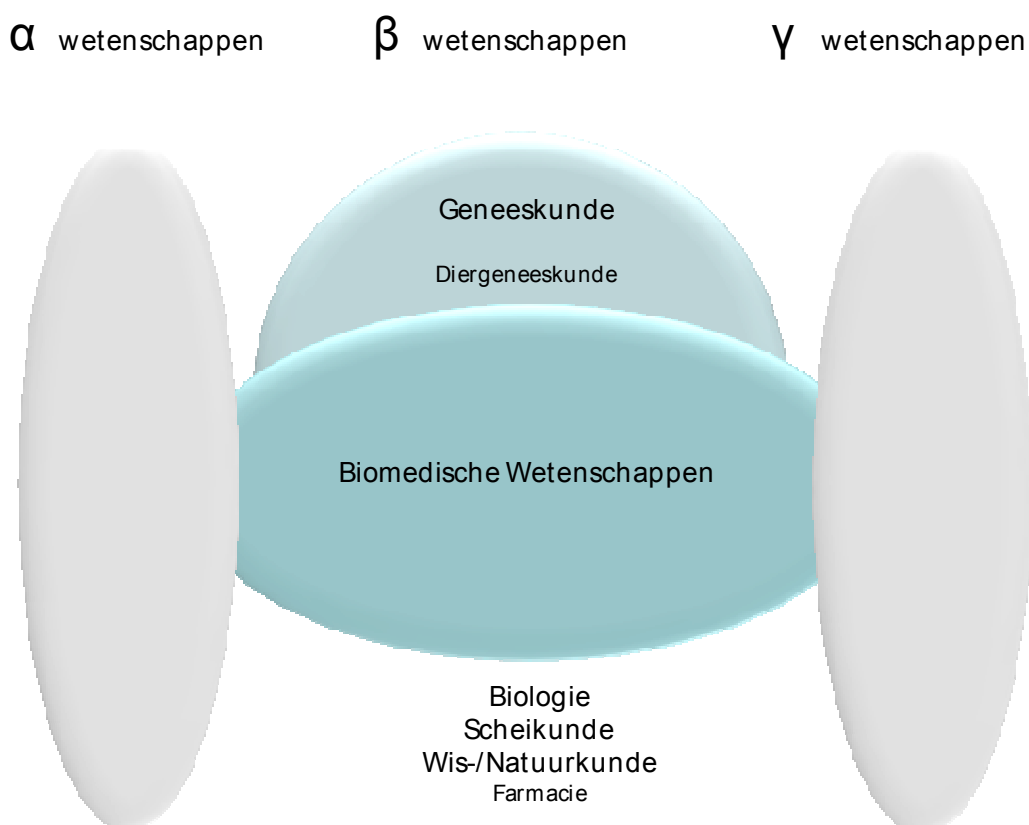 α wetenschappen β wetenschappen γ wetenschappen
Geneeskunde
Diergeneeskunde
Biomedische Wetenschappen
Biologie
Scheikunde
Wis-/Natuurkunde
Farmacie